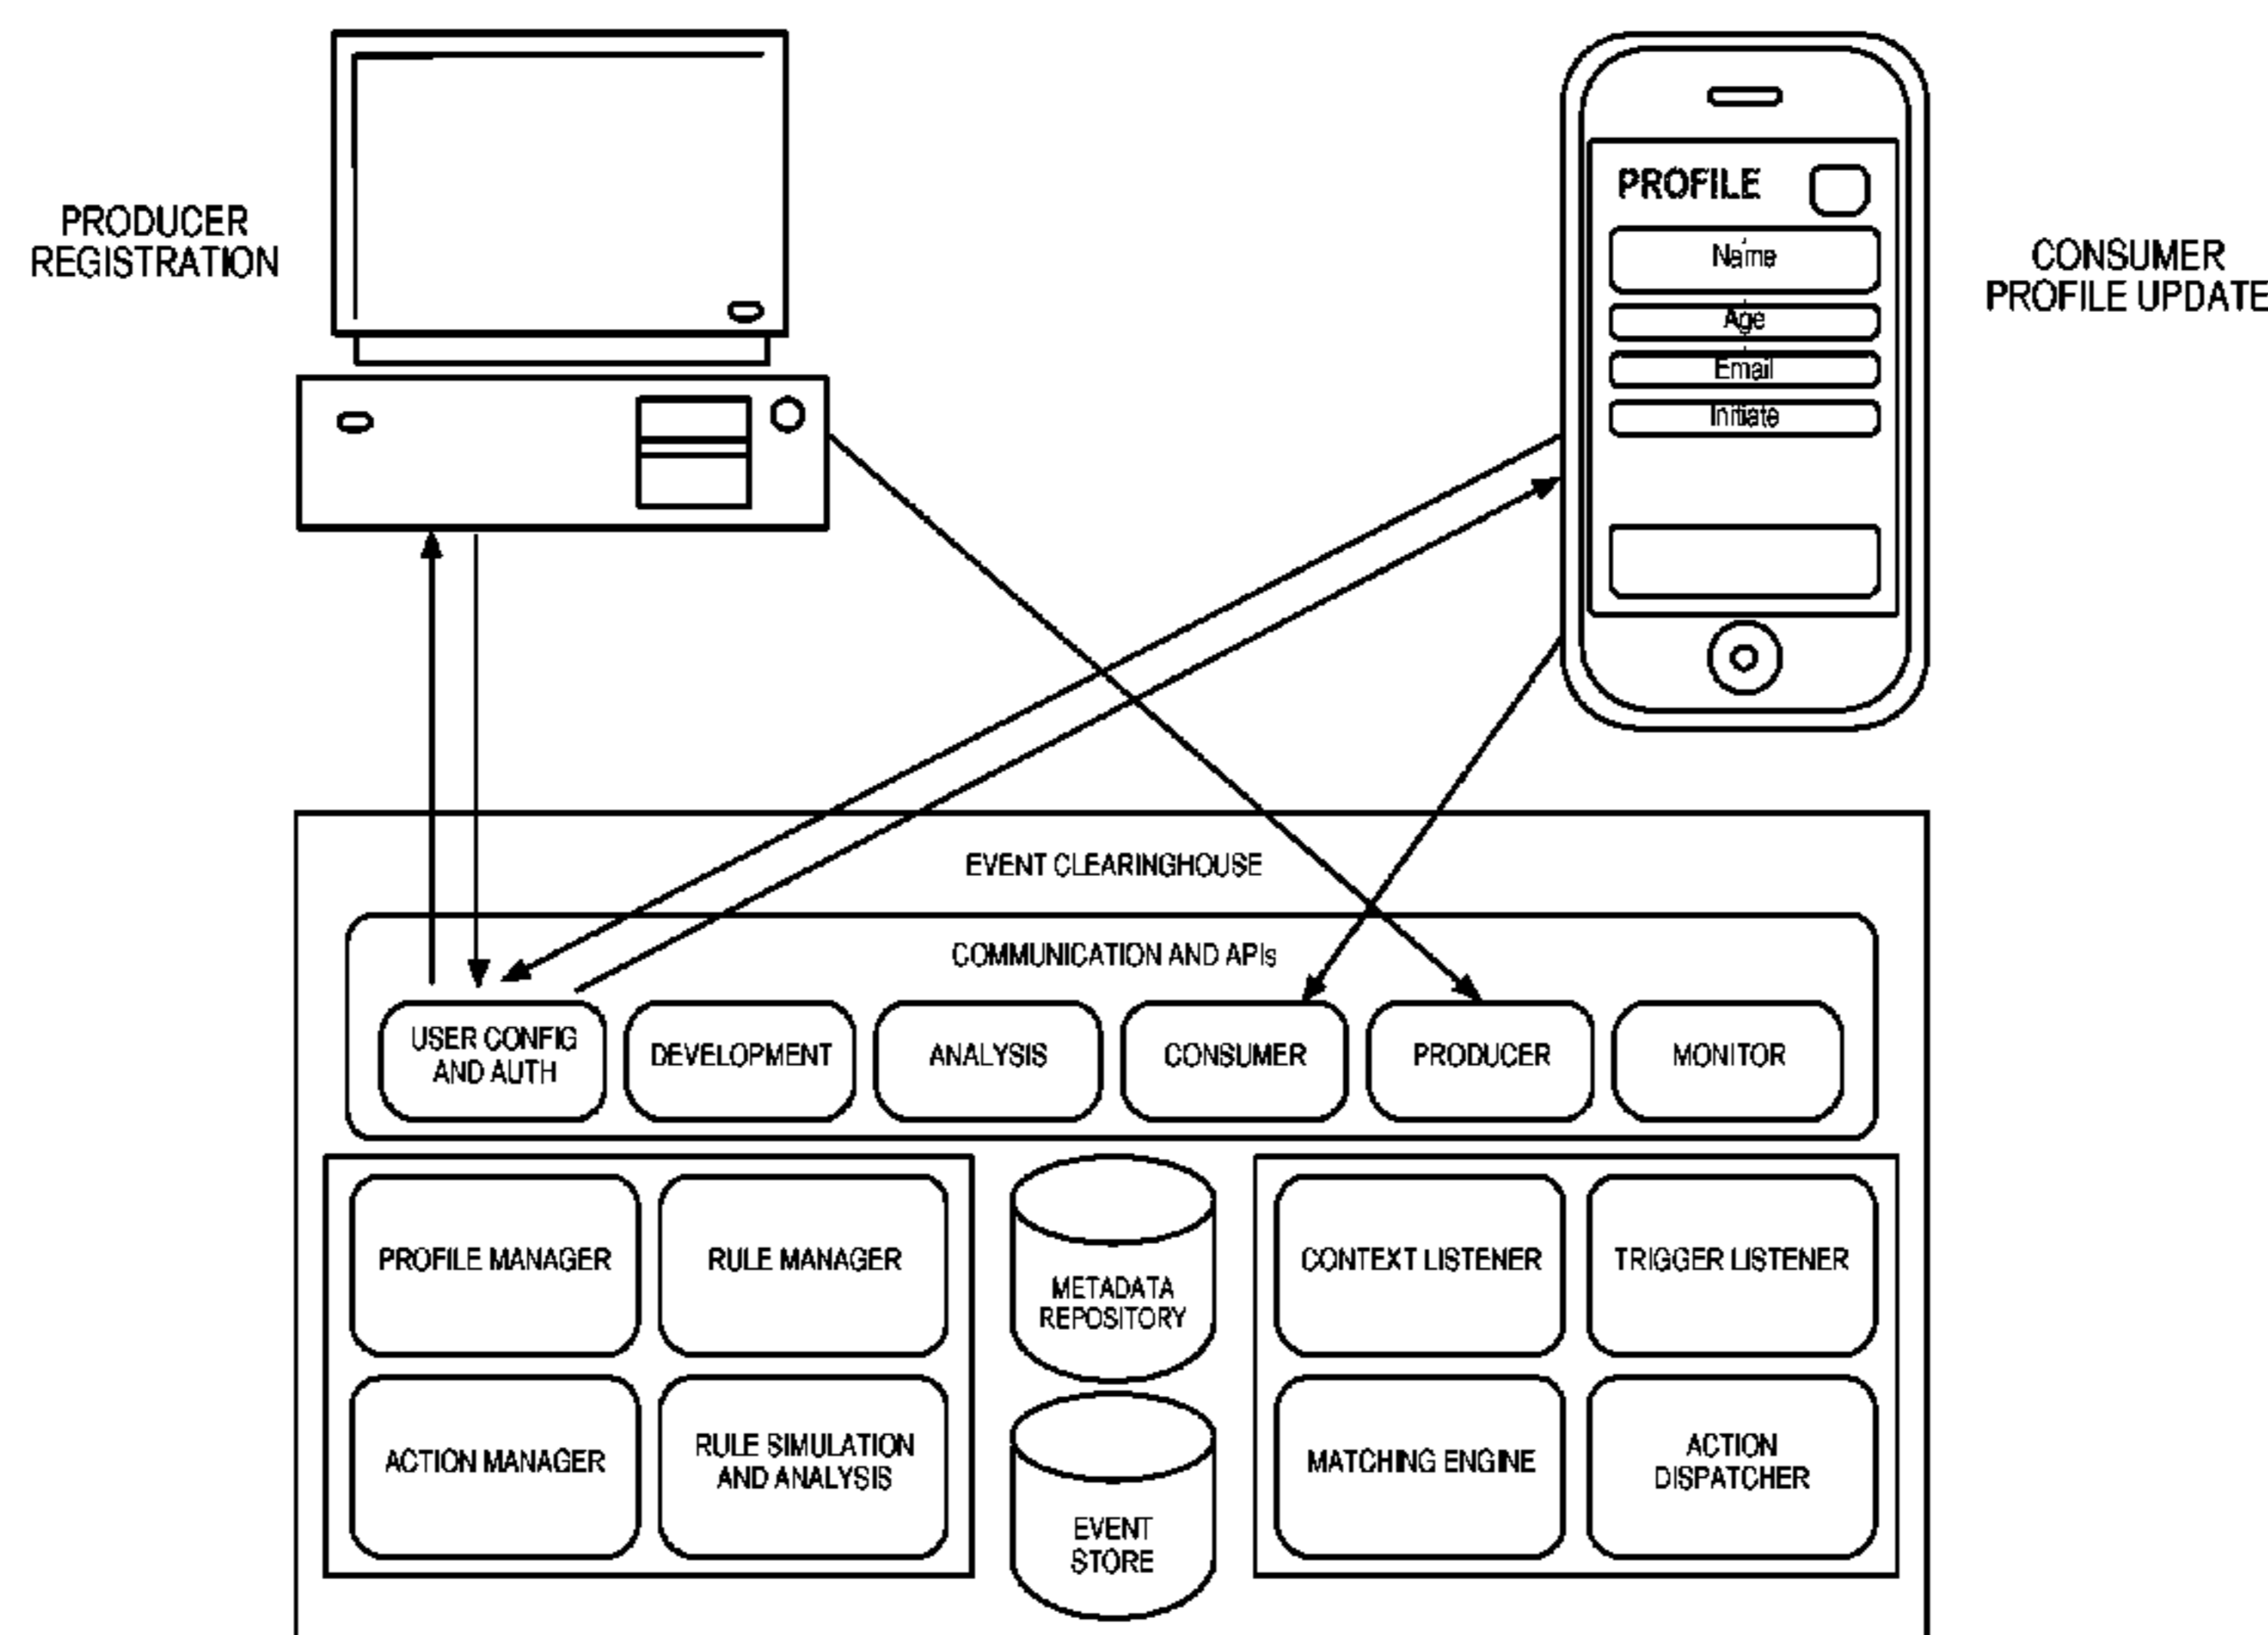 PRODUCER
REGISTRATION
PROFILE
Name
Age
Email
Initiate
CONSUMER
PROFILE UPDATE
EVENT CLEARINGHOUSE
COMMUNICATION AND APIs
USER CONFIG
AND AUTH
DEVELOPMENT
ANALYSIS
CONSUMER
PRODUCER
MONITOR
PROFILE MANAGER
RULE MANAGER
ACTION MANAGER
RULE SIMULATION
AND ANALYSIS
METADATA
REPOSITORY
EVENT
STORE
CONTEXT LISTENER
TRIGGER LISTENER
MATCHING ENGINE
ACTION
DISPATCHER